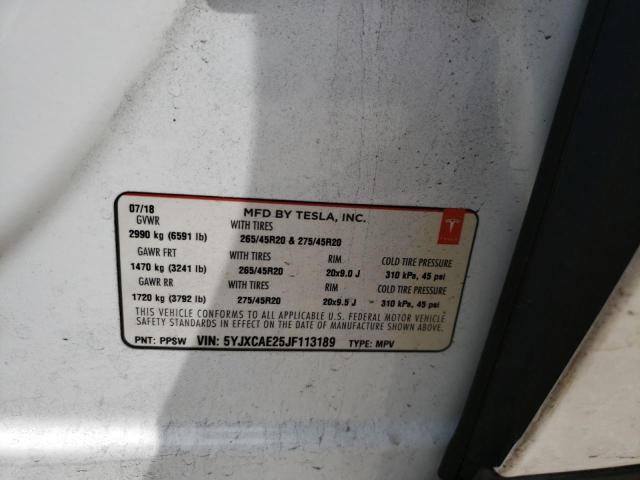 07/18 MFD BY TESLA, INC.
GVWR WITH TIRES
2990 kg (6591 lb) 265/45R20 & 275/45R20
GAWR FRT WITH TIRES RIM COLD TIRE PRESSURE
1470 kg (3241 lb) 265/45R20 20x9.0 J 310 kPa, 45 psi
GAWR RR WITH TIRES RIM COLD TIRE PRESSURE
1720 kg (3792 lb) 275/45R20 20x9.5 J 310 kPa, 45 psi
THIS VEHICLE CONFORMS TO ALL APPLICABLE U.S. FEDERAL MOTOR VEHICLE
SAFETY STANDARDS IN EFFECT ON THE DATE OF MANUFACTURE SHOWN ABOVE.
PNT: PPSW VIN: 5YJXCAE25JF113189 TYPE: MPV